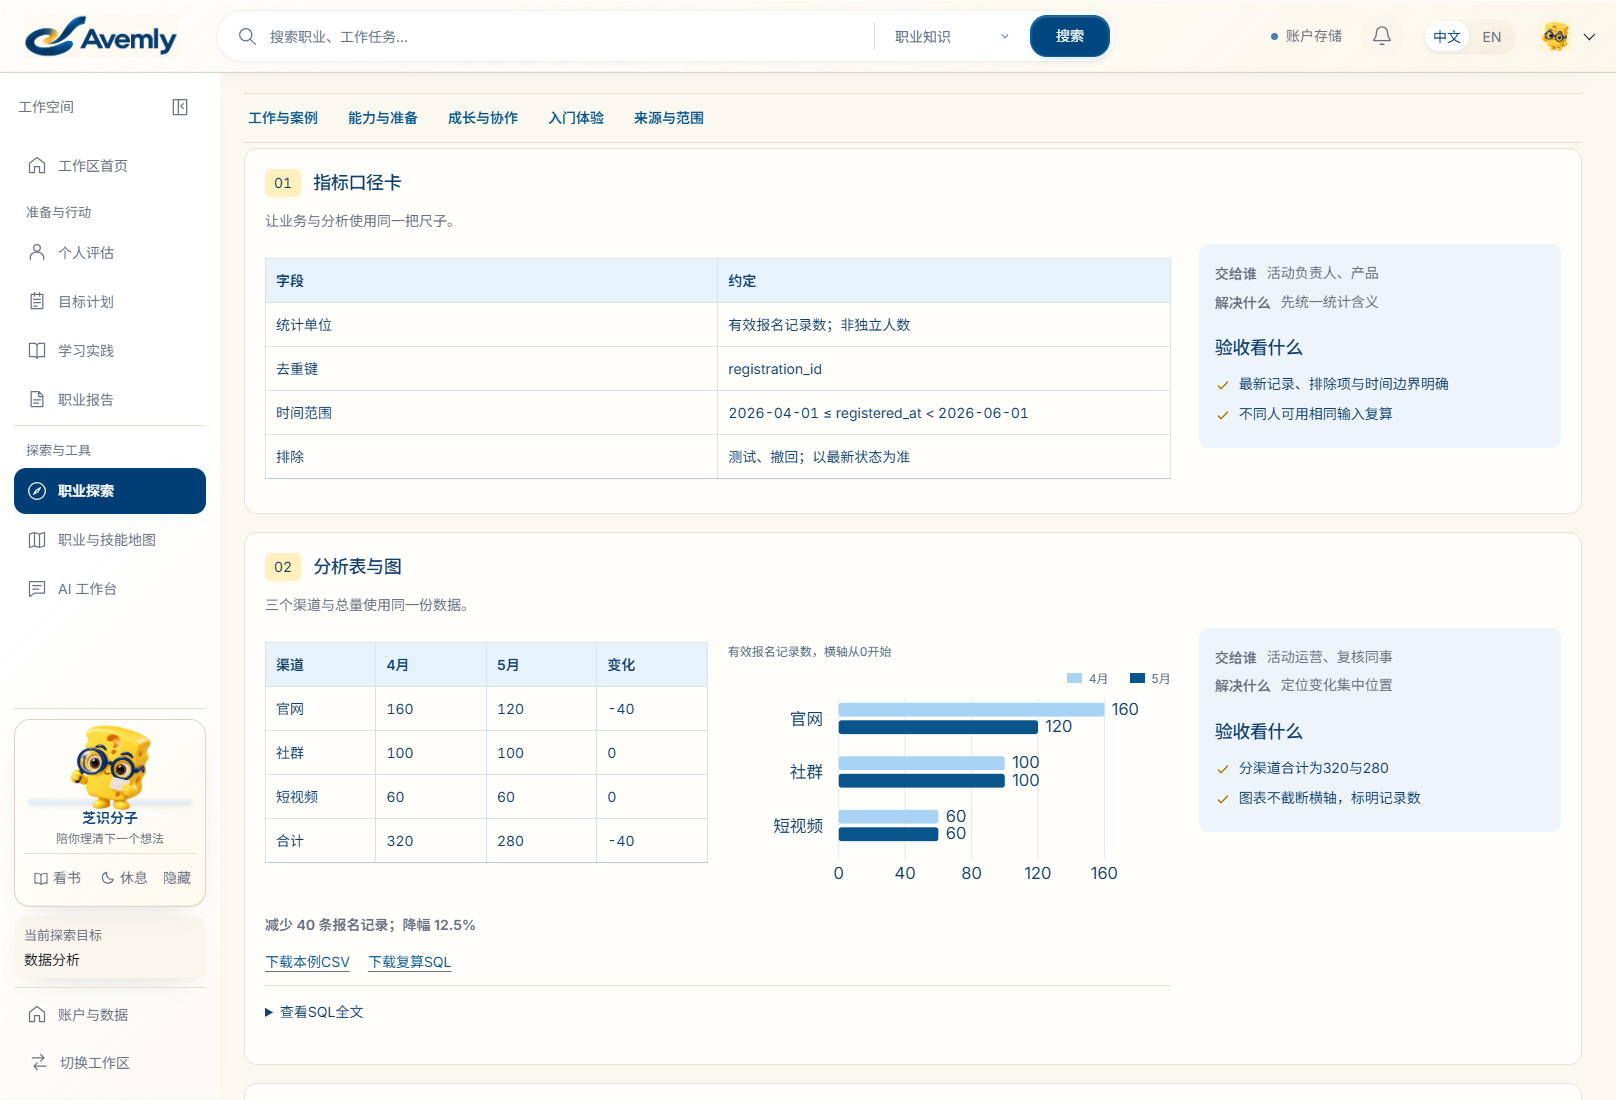 Avemly
搜索职业、工作任务...
职业知识
搜索
账户存储
中文
EN
工作空间
工作区首页
准备与行动
个人评估
目标计划
学习实践
职业报告
探索与工具
职业探索
职业与技能地图
AI 工作台
芝识分子
陪你理清下一个想法
看书
休息
隐藏
当前探索目标
数据分析
账户与数据
切换工作区
工作与案例
能力与准备
成长与协作
入门体验
来源与范围
01 指标口径卡
让业务与分析使用同一把尺子。
字段 约定
统计单位 有效报名记录数；非独立人数
去重键 registration_id
时间范围 2026-04-01 ≤ registered_at < 2026-06-01
排除 测试、撤回；以最新状态为准
交给谁 活动负责人、产品
解决什么 先统一统计含义
验收看什么
最新记录、排除项与时间边界明确
不同人可用相同输入复算
02 分析表与图
三个渠道与总量使用同一份数据。
渠道 4月 5月 变化
官网 160 120 -40
社群 100 100 0
短视频 60 60 0
合计 320 280 -40
有效报名记录数，横轴从0开始
4月 5月
官网 160
120
社群 100
100
短视频 60
60
0 40 80 120 160
减少 40 条报名记录；降幅 12.5%
下载本例CSV 下载复算SQL
查看SQL全文
交给谁 活动运营、复核同事
解决什么 定位变化集中位置
验收看什么
分渠道合计为320与280
图表不截断横轴，标明记录数